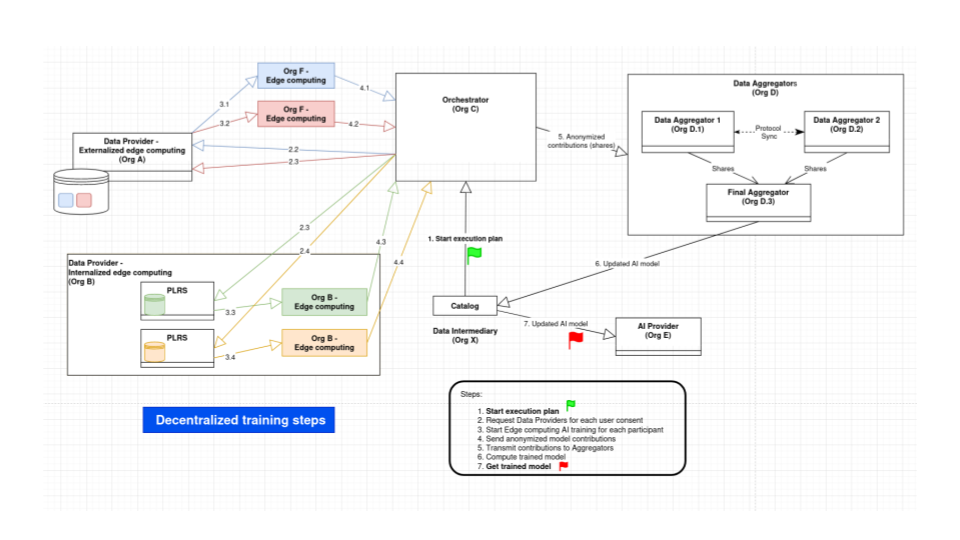 Org F -
Edge computing
Org F -
Edge computing
3.1
3.2
4.1
4.2
Data Provider -
Externalized edge computing
(Org A)
2.2
2.3
Orchestrator
(Org C)
5. Anonymized
contributions (shares)
Data Aggregators
(Org D)
Data Aggregator 1
(Org D.1)
Protocol
Sync
Data Aggregator 2
(Org D.2)
Shares
Shares
Final Aggregator
(Org D.3)
2.3
2.4
4.3
4.4
1. Start execution plan
6. Updated AI model
Data Provider -
Internalized edge computing
(Org B)
PLRS
3.3
Org B -
Edge computing
PLRS
3.4
Org B -
Edge computing
Catalog
Data Intermediary
(Org X)
7. Updated AI model
AI Provider
(Org E)
Decentralized training steps
Steps:
1. Start execution plan
2. Request Data Providers for each user consent
3. Start Edge computing AI training for each participant
4. Send anonymized model contributions
5. Transmit contributions to Aggregators
6. Compute trained model
7. Get trained model